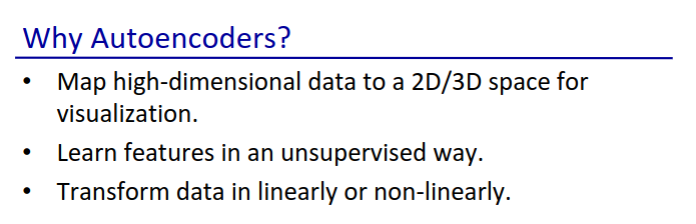 Why Autoencoders?
• Map high-dimensional data to a 2D/3D space for
visualization.
• Learn features in an unsupervised way.
• Transform data in linearly or non-linearly.